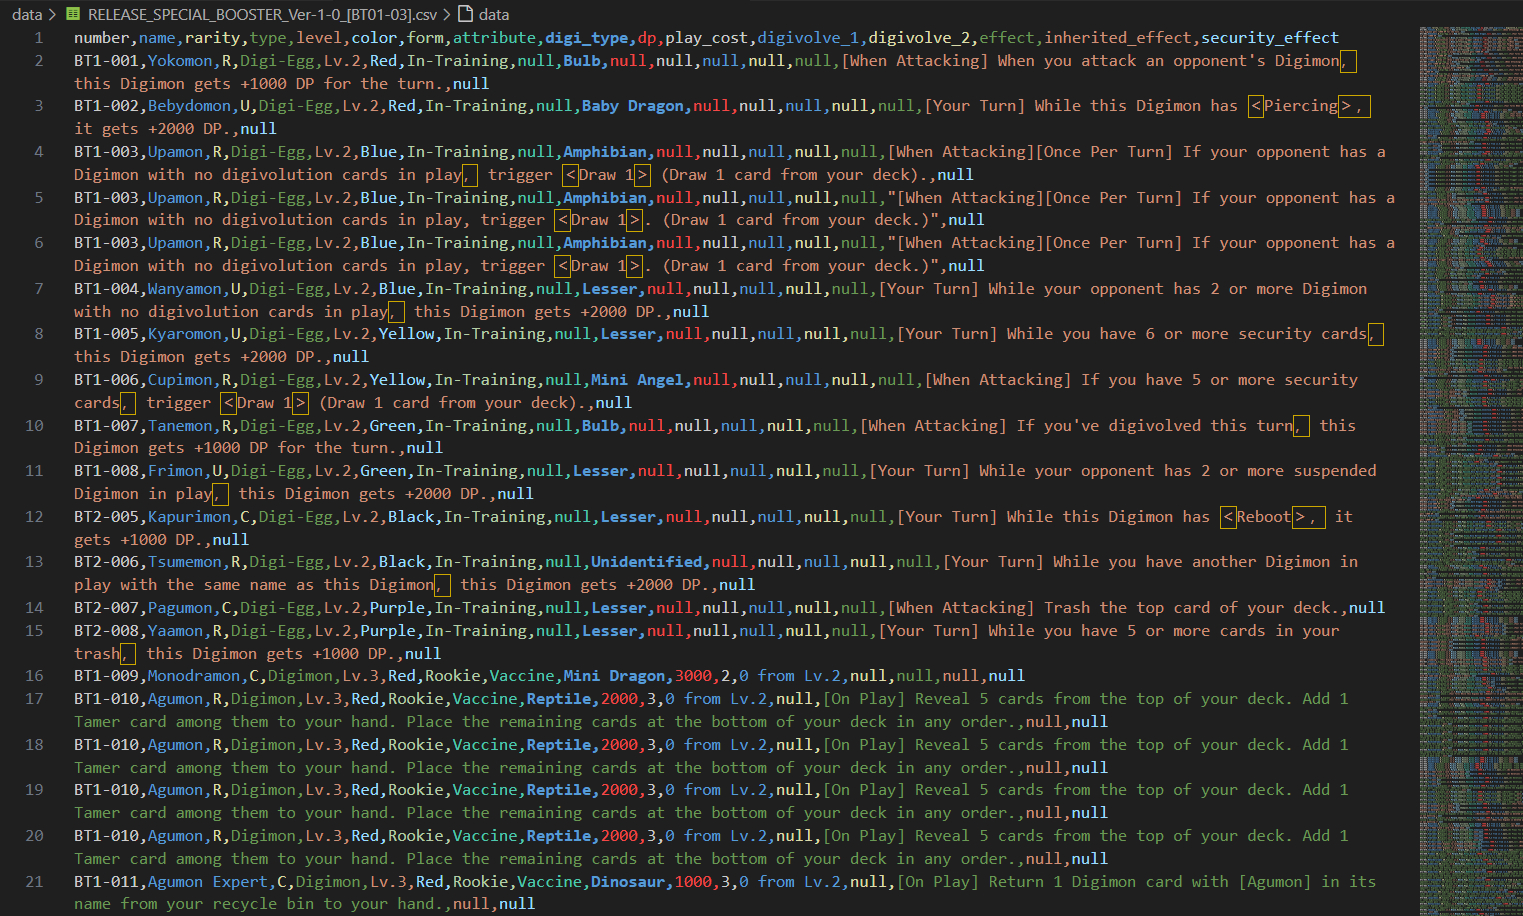 data > RELEASE_SPECIAL_BOOSTER_Ver-1-0_[BT01-03].csv > data
1 number,name,rarity,type,level,color,form,attribute,digi_type,dp,play_cost,digivolve_1,digivolve_2,effect,inherited_effect,security_effect
2 BT1-001,Yokomon,R,Digi-Egg,Lv.2,Red,In-Training,null,Bulb,null,null,null,null,null,[When Attacking] When you attack an opponent's Digimon,
this Digimon gets +1000 DP for the turn.,null
3 BT1-002,Bebydomon,U,Digi-Egg,Lv.2,Red,In-Training,null,Baby Dragon,null,null,null,null,null,[Your Turn] While this Digimon has <Piercing>,
it gets +2000 DP.,null
4 BT1-003,Upamon,R,Digi-Egg,Lv.2,Blue,In-Training,null,Amphibian,null,null,null,null,null,[When Attacking][Once Per Turn] If your opponent has a
Digimon with no digivolution cards in play, trigger <Draw 1> (Draw 1 card from your deck).,null
5 BT1-003,Upamon,R,Digi-Egg,Lv.2,Blue,In-Training,null,Amphibian,null,null,null,null,null,"[When Attacking][Once Per Turn] If your opponent has a
Digimon with no digivolution cards in play, trigger <Draw 1>. (Draw 1 card from your deck.)",null
6 BT1-003,Upamon,R,Digi-Egg,Lv.2,Blue,In-Training,null,Amphibian,null,null,null,null,null,"[When Attacking][Once Per Turn] If your opponent has a
Digimon with no digivolution cards in play, trigger <Draw 1>. (Draw 1 card from your deck.)",null
7 BT1-004,Wanyamon,U,Digi-Egg,Lv.2,Blue,In-Training,null,Lesser,null,null,null,null,null,[Your Turn] While your opponent has 2 or more Digimon
with no digivolution cards in play, this Digimon gets +2000 DP.,null
8 BT1-005,Kyaromon,U,Digi-Egg,Lv.2,Yellow,In-Training,null,Lesser,null,null,null,null,null,[Your Turn] While you have 6 or more security cards,
this Digimon gets +2000 DP.,null
9 BT1-006,Cupimon,R,Digi-Egg,Lv.2,Yellow,In-Training,null,Mini Angel,null,null,null,null,null,[When Attacking] If you have 5 or more security
cards, trigger <Draw 1> (Draw 1 card from your deck).,null
10 BT1-007,Tanemon,R,Digi-Egg,Lv.2,Green,In-Training,null,Bulb,null,null,null,null,null,[When Attacking] If you've digivolved this turn, this
Digimon gets +1000 DP for the turn.,null
11 BT1-008,Frimon,U,Digi-Egg,Lv.2,Green,In-Training,null,Lesser,null,null,null,null,null,[Your Turn] While your opponent has 2 or more suspended
Digimon in play, this Digimon gets +2000 DP.,null
12 BT2-005,Kapurimon,C,Digi-Egg,Lv.2,Black,In-Training,null,Lesser,null,null,null,null,null,[Your Turn] While this Digimon has <Reboot>, it
gets +1000 DP.,null
13 BT2-006,Tsumemon,R,Digi-Egg,Lv.2,Black,In-Training,null,Unidentified,null,null,null,null,null,[Your Turn] While you have another Digimon in
play with the same name as this Digimon, this Digimon gets +2000 DP.,null
14 BT2-007,Pagumon,C,Digi-Egg,Lv.2,Purple,In-Training,null,Lesser,null,null,null,null,null,[When Attacking] Trash the top card of your deck.,null
15 BT2-008,Yaamon,R,Digi-Egg,Lv.2,Purple,In-Training,null,Lesser,null,null,null,null,null,[Your Turn] While you have 5 or more cards in your
trash, this Digimon gets +1000 DP.,null
16 BT1-009,Monodramon,C,Digimon,Lv.3,Red,Rookie,Vaccine,Mini Dragon,3000,2,0 from Lv.2,null,null,null,null
17 BT1-010,Agumon,R,Digimon,Lv.3,Red,Rookie,Vaccine,Reptile,2000,3,0 from Lv.2,null,[On Play] Reveal 5 cards from the top of your deck. Add 1
Tamer card among them to your hand. Place the remaining cards at the bottom of your deck in any order.,null,null
18 BT1-010,Agumon,R,Digimon,Lv.3,Red,Rookie,Vaccine,Reptile,2000,3,0 from Lv.2,null,[On Play] Reveal 5 cards from the top of your deck. Add 1
Tamer card among them to your hand. Place the remaining cards at the bottom of your deck in any order.,null,null
19 BT1-010,Agumon,R,Digimon,Lv.3,Red,Rookie,Vaccine,Reptile,2000,3,0 from Lv.2,null,[On Play] Reveal 5 cards from the top of your deck. Add 1
Tamer card among them to your hand. Place the remaining cards at the bottom of your deck in any order.,null,null
20 BT1-010,Agumon,R,Digimon,Lv.3,Red,Rookie,Vaccine,Reptile,2000,3,0 from Lv.2,null,[On Play] Reveal 5 cards from the top of your deck. Add 1
Tamer card among them to your hand. Place the remaining cards at the bottom of your deck in any order.,null,null
21 BT1-011,Agumon Expert,C,Digimon,Lv.3,Red,Rookie,Vaccine,Dinosaur,1000,3,0 from Lv.2,null,[On Play] Return 1 Digimon card with [Agumon] in its
name from your recycle bin to your hand.,null,null